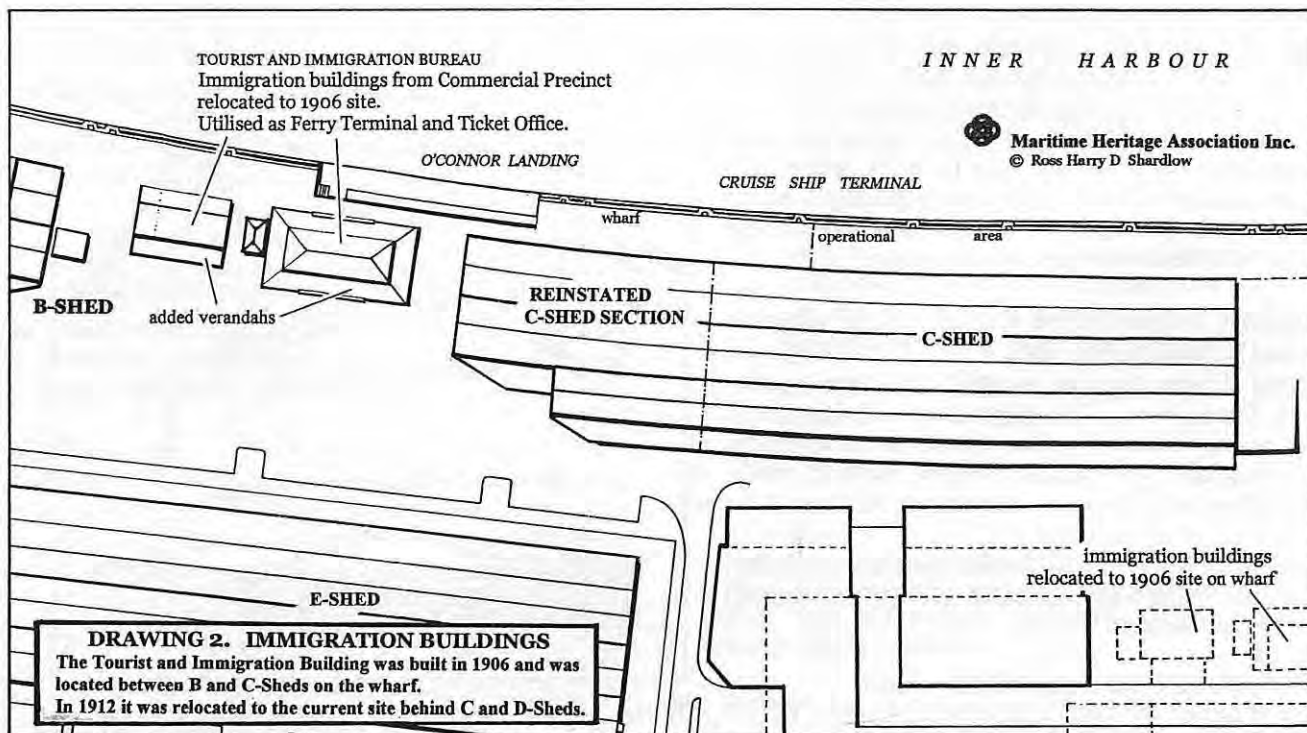 TOURIST AND IMMIGRATION BUREAU
Immigration buildings from Commercial Precinct
relocated to 1906 site.
Utilised as Ferry Terminal and Ticket Office.
INNER HARBOUR
Maritime Heritage Association Inc.
© Ross Harry D Shardlow
O'CONNOR LANDING
CRUISE SHIP TERMINAL
wharf
operational area
B-SHED
added verandahs
REINSTATED
C-SHED SECTION
C-SHED
immigration buildings
relocated to 1906 site on wharf
E-SHED
DRAWING 2. IMMIGRATION BUILDINGS
The Tourist and Immigration Building was built in 1906 and was
located between B and C-Sheds on the wharf.
In 1912 it was relocated to the current site behind C and D-Sheds.